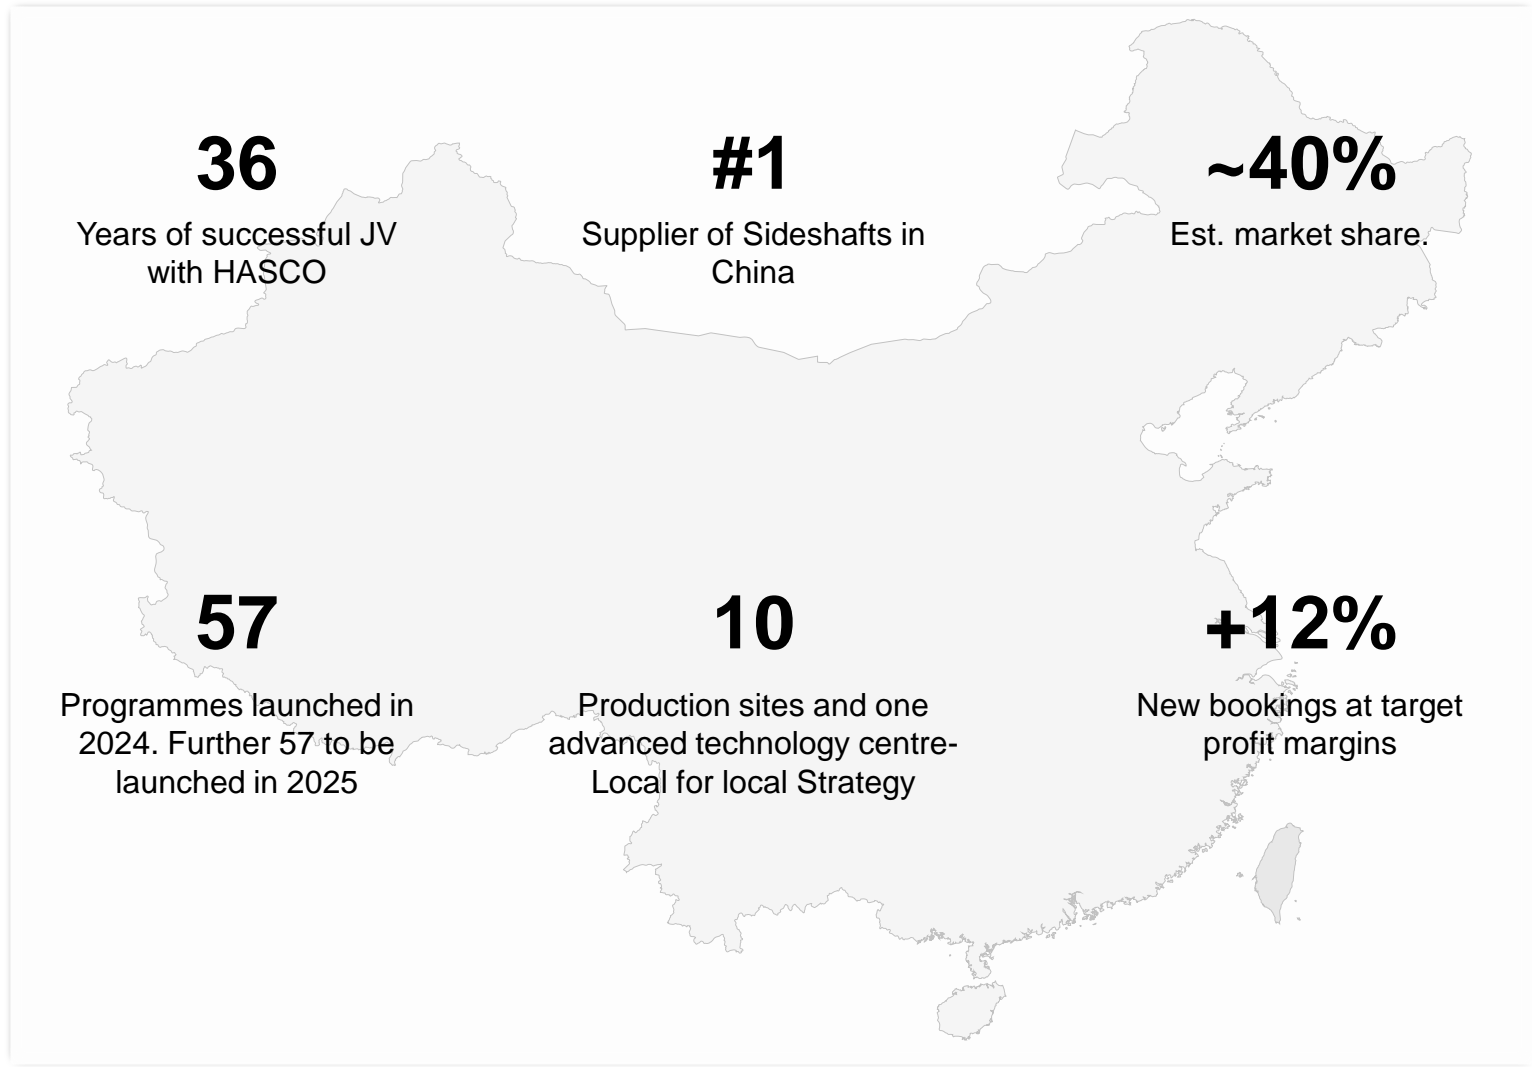 36
Years of successful JV
with HASCO
#1
Supplier of Sideshafts in
China
~40%
Est. market share.
57
Programmes launched in
2024. Further 57 to be
launched in 2025
10
Production sites and one
advanced technology centre-
Local for local Strategy
+12%
New bookings at target
profit margins